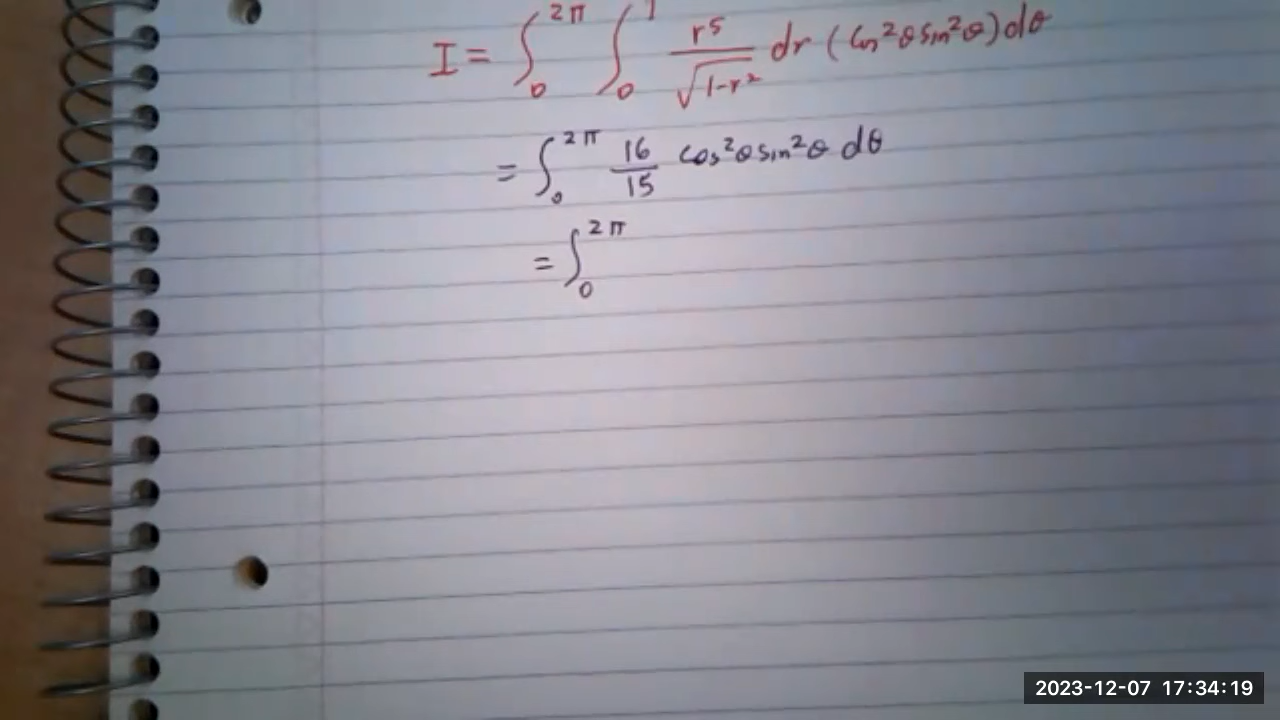 I = ∫₀^{2π} ∫₀^{1} r⁵/√(1-r²) dr (cos²θ sin²θ) dθ
= ∫₀^{2π} 16/15 cos²θ sin²θ dθ
= ∫₀^{2π}
2023-12-07 17:34:19